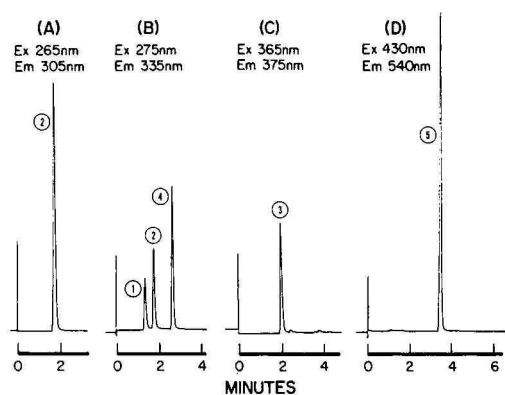 (A) (B) (C) (D)
Ex 265nm Ex 275nm Ex 365nm Ex 430nm
Em 305nm Em 335nm Em 375nm Em 540nm
2
5
4
3
2
1
0 2 0 2 4 0 2 4 0 2 4 6
MINUTES